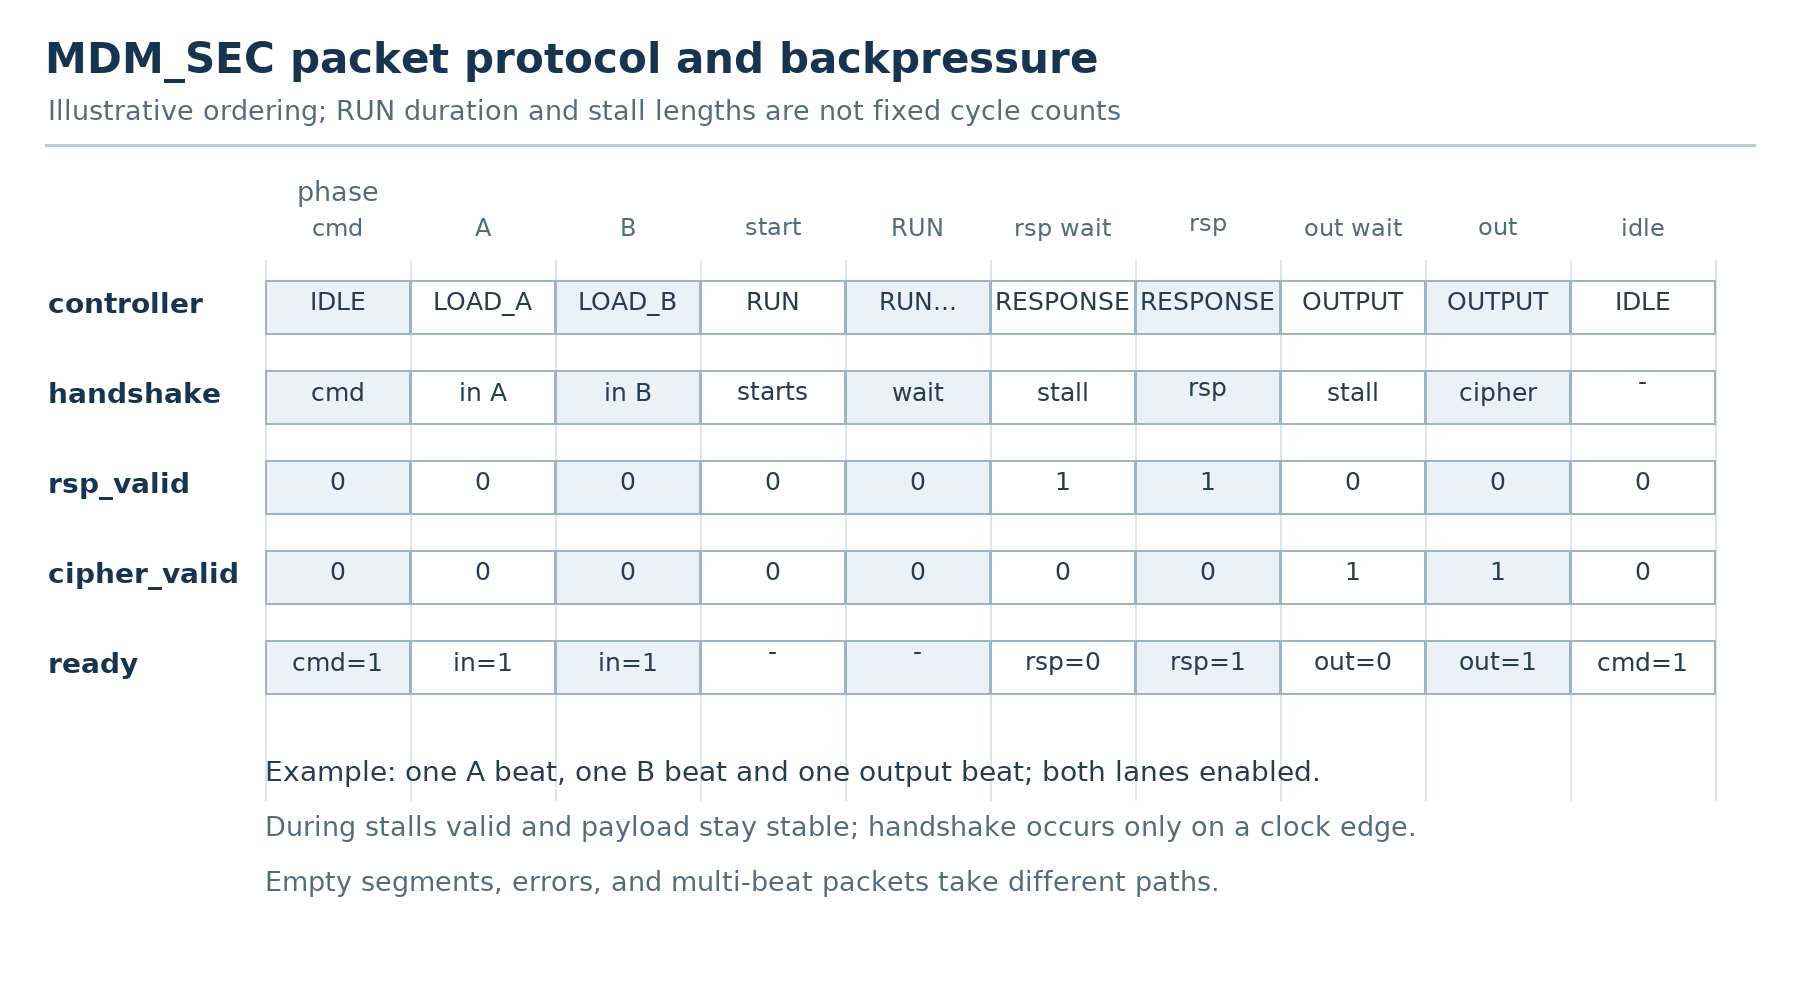 MDM_SEC packet protocol and backpressure
Illustrative ordering; RUN duration and stall lengths are not fixed cycle counts
phase
cmd A B start RUN rsp wait rsp out wait out idle
controller IDLE LOAD_A LOAD_B RUN RUN... RESPONSE RESPONSE OUTPUT OUTPUT IDLE
handshake cmd in A in B starts wait stall rsp stall cipher -
rsp_valid 0 0 0 0 0 1 1 0 0 0
cipher_valid 0 0 0 0 0 0 0 1 1 0
ready cmd=1 in=1 in=1 - - rsp=0 rsp=1 out=0 out=1 cmd=1
Example: one A beat, one B beat and one output beat; both lanes enabled.
During stalls valid and payload stay stable; handshake occurs only on a clock edge.
Empty segments, errors, and multi-beat packets take different paths.